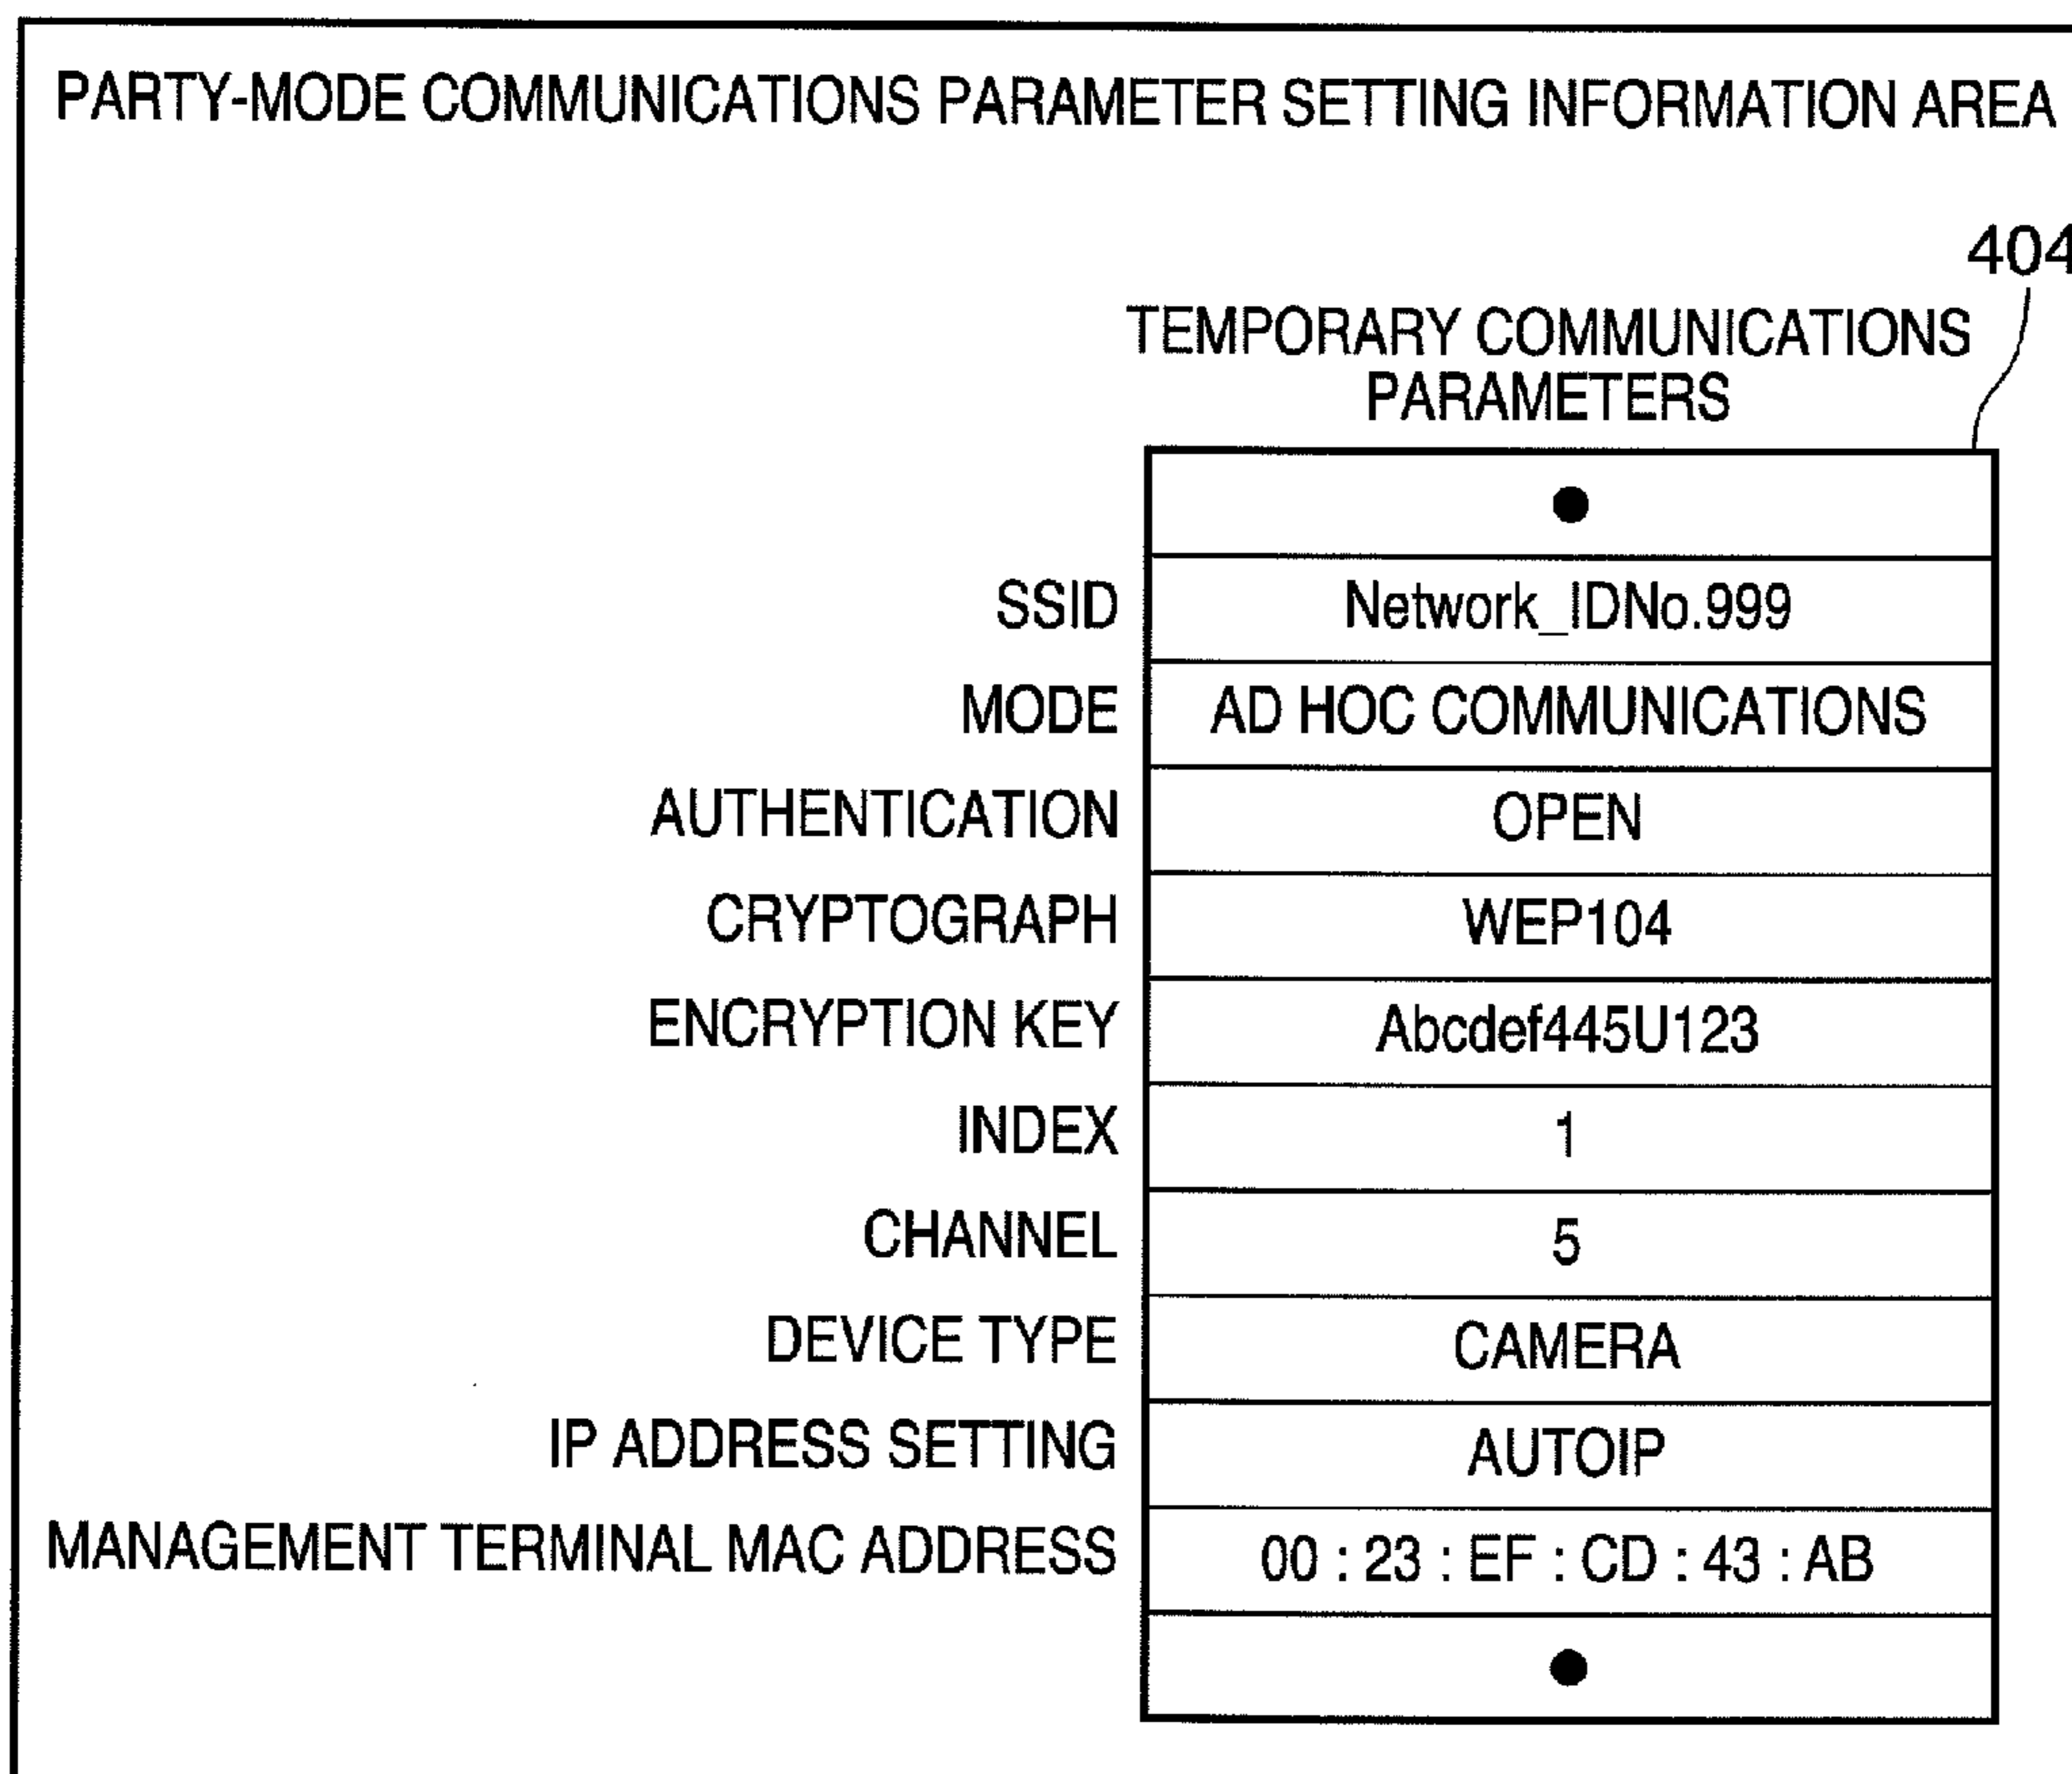 PARTY-MODE COMMUNICATIONS PARAMETER SETTING INFORMATION AREA
404
TEMPORARY COMMUNICATIONS
PARAMETERS
SSID Network_IDNo.999
MODE AD HOC COMMUNICATIONS
AUTHENTICATION OPEN
CRYPTOGRAPH WEP104
ENCRYPTION KEY Abcdef445U123
INDEX 1
CHANNEL 5
DEVICE TYPE CAMERA
IP ADDRESS SETTING AUTOIP
MANAGEMENT TERMINAL MAC ADDRESS 00 : 23 : EF : CD : 43 : AB